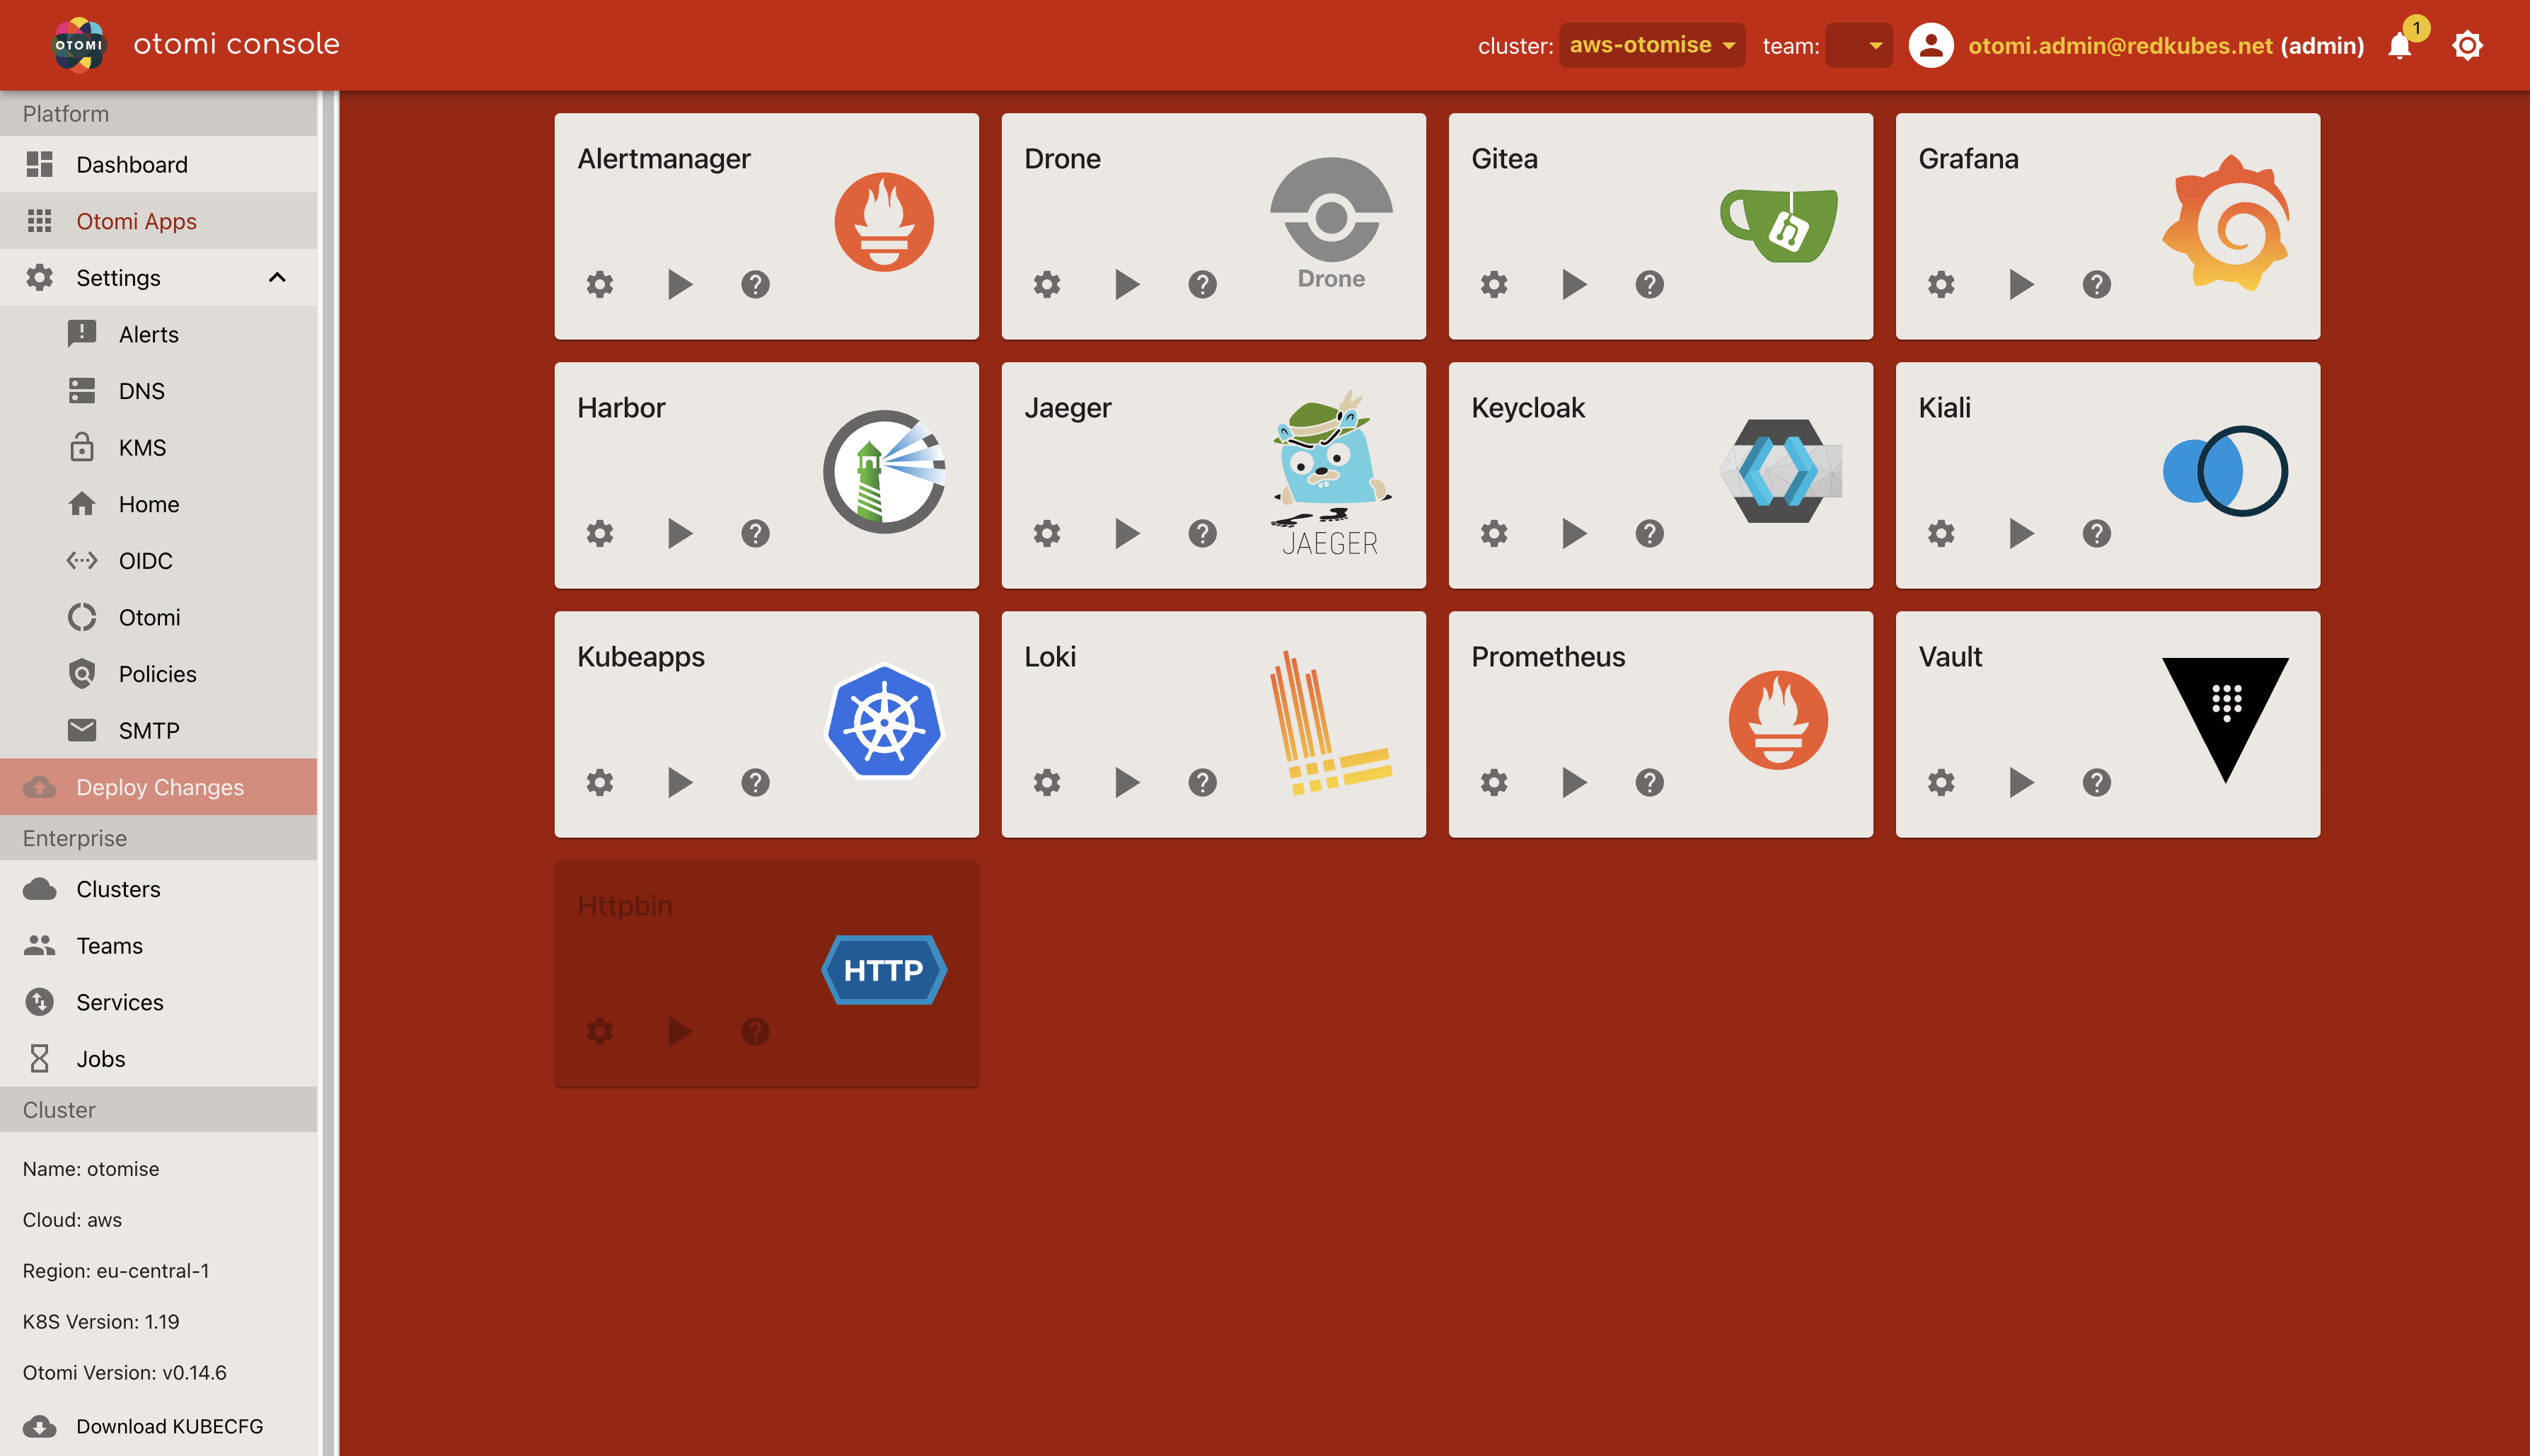 OTOMI
otomi console
cluster: aws-otomise
team:
otomi.admin@redkubes.net (admin)
1
Platform
Dashboard
Otomi Apps
Settings
Alerts
DNS
KMS
Home
OIDC
Otomi
Policies
SMTP
Deploy Changes
Enterprise
Clusters
Teams
Services
Jobs
Cluster
Name: otomise
Cloud: aws
Region: eu-central-1
K8S Version: 1.19
Otomi Version: v0.14.6
Download KUBECFG
Alertmanager
Drone
Drone
Gitea
Grafana
Harbor
Jaeger
JAEGER
Keycloak
Kiali
Kubeapps
Loki
Prometheus
Vault
Httpbin
HTTP